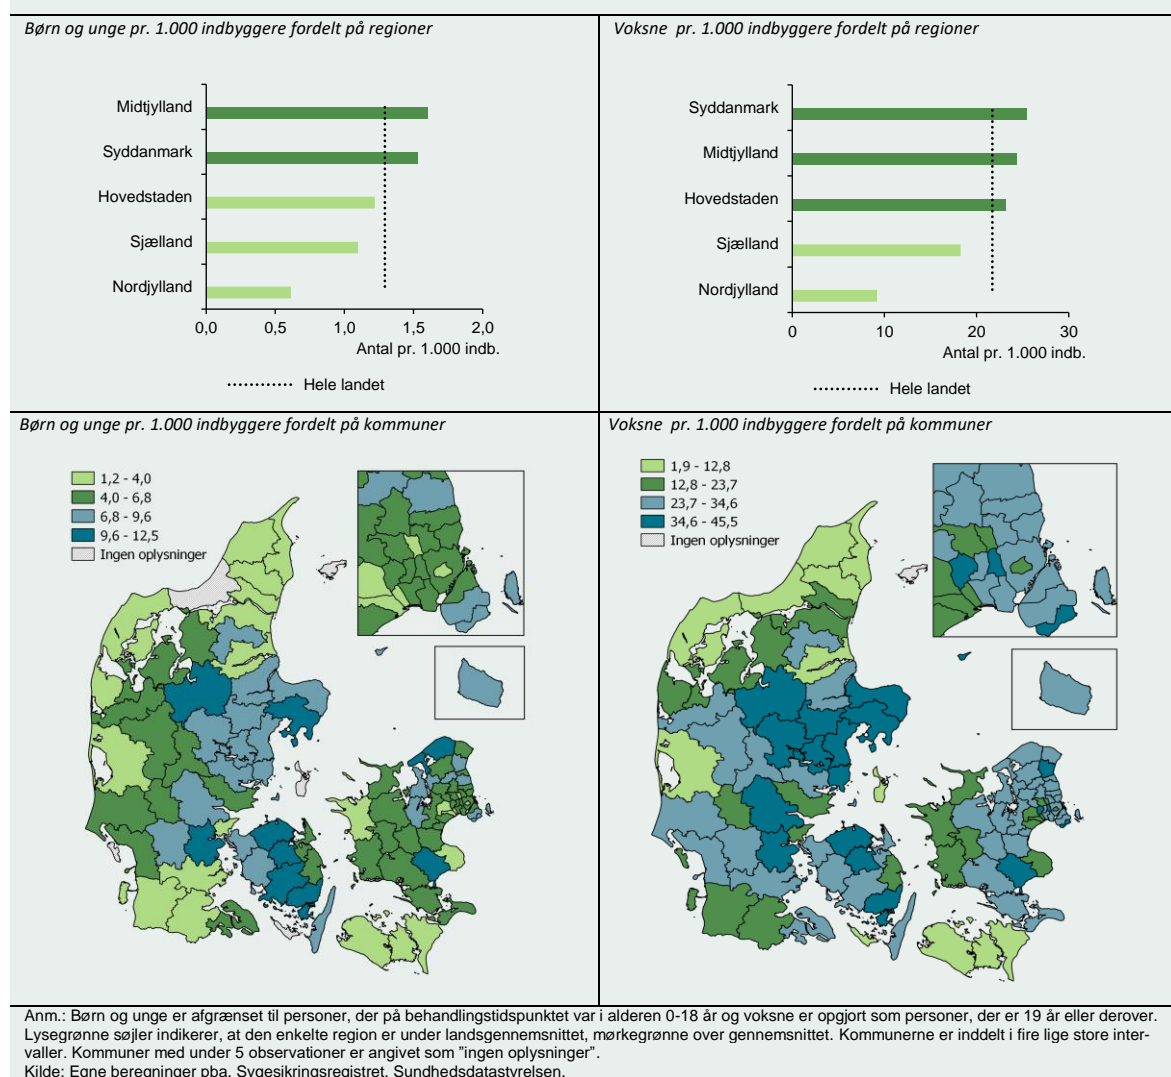 Børn og unge pr. 1.000 indbyggere fordelt på regioner
Midtjylland
Syddanmark
Hovedstaden
Sjælland
Nordjylland
0,0 0,5 1,0 1,5 2,0
Antal pr. 1.000 indb.
Hele landet
Voksne pr. 1.000 indbyggere fordelt på regioner
Syddanmark
Midtjylland
Hovedstaden
Sjælland
Nordjylland
0 10 20 30
Antal pr. 1.000 indb.
Hele landet
Børn og unge pr. 1.000 indbyggere fordelt på kommuner
1,2 - 4,0
4,0 - 6,8
6,8 - 9,6
9,6 - 12,5
Ingen oplysninger
Voksne pr. 1.000 indbyggere fordelt på kommuner
1,9 - 12,8
12,8 - 23,7
23,7 - 34,6
34,6 - 45,5
Ingen oplysninger
Anm.: Børn og unge er afgrænset til personer, der på behandlingstidspunktet var i alderen 0-18 år og voksne er opgjort som personer, der er 19 år eller derover.
Lysegrønne søjler indikerer, at den enkelte region er under landsgennemsnittet, mørkegrønne over gennemsnittet. Kommunerne er inddelt i fire lige store inter-
valler. Kommuner med under 5 observationer er angivet som "ingen oplysninger".
Kilde: Egne beregninger pba. Sygesikringsregistret, Sundhedsdatastyrelsen.